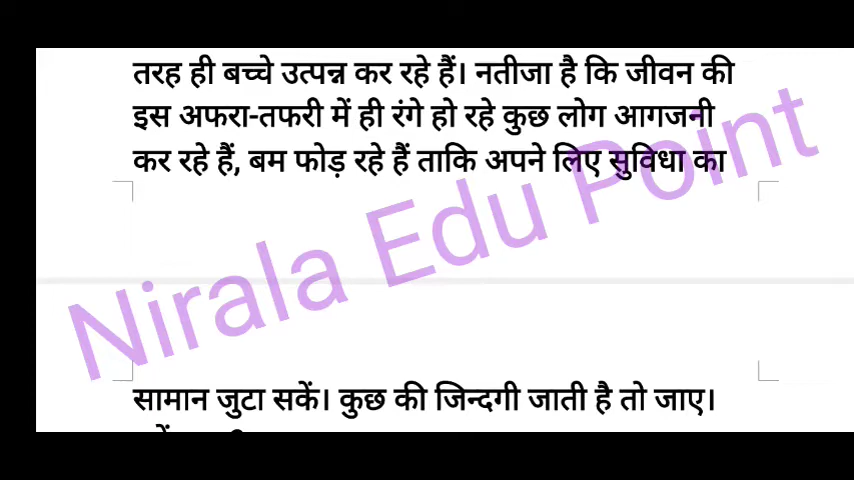 तरह ही बच्चे उत्पन्न कर रहे हैं। नतीजा है कि जीवन की
इस अफरा-तफरी में ही रंगे हो रहे कुछ लोग आगजनी
कर रहे हैं, बम फोड़ रहे हैं ताकि अपने लिए सुविधा का
Nirala Edu Point
सामान जुटा सकें। कुछ की जिन्दगी जाती है तो जाए।